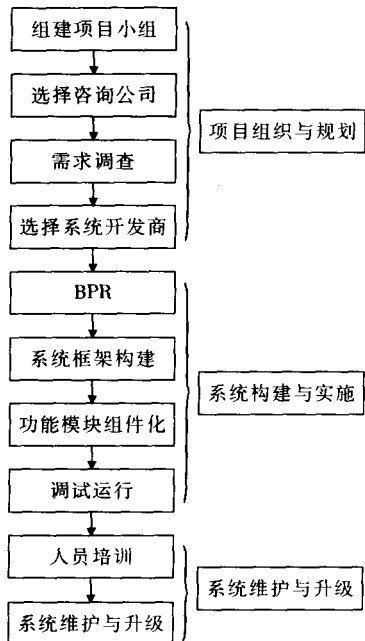 组建项目小组
选择咨询公司
需求调查
选择系统开发商
项目组织与规划
BPR
系统框架构建
功能模块组件化
调试运行
系统构建与实施
人员培训
系统维护与升级
系统维护与升级